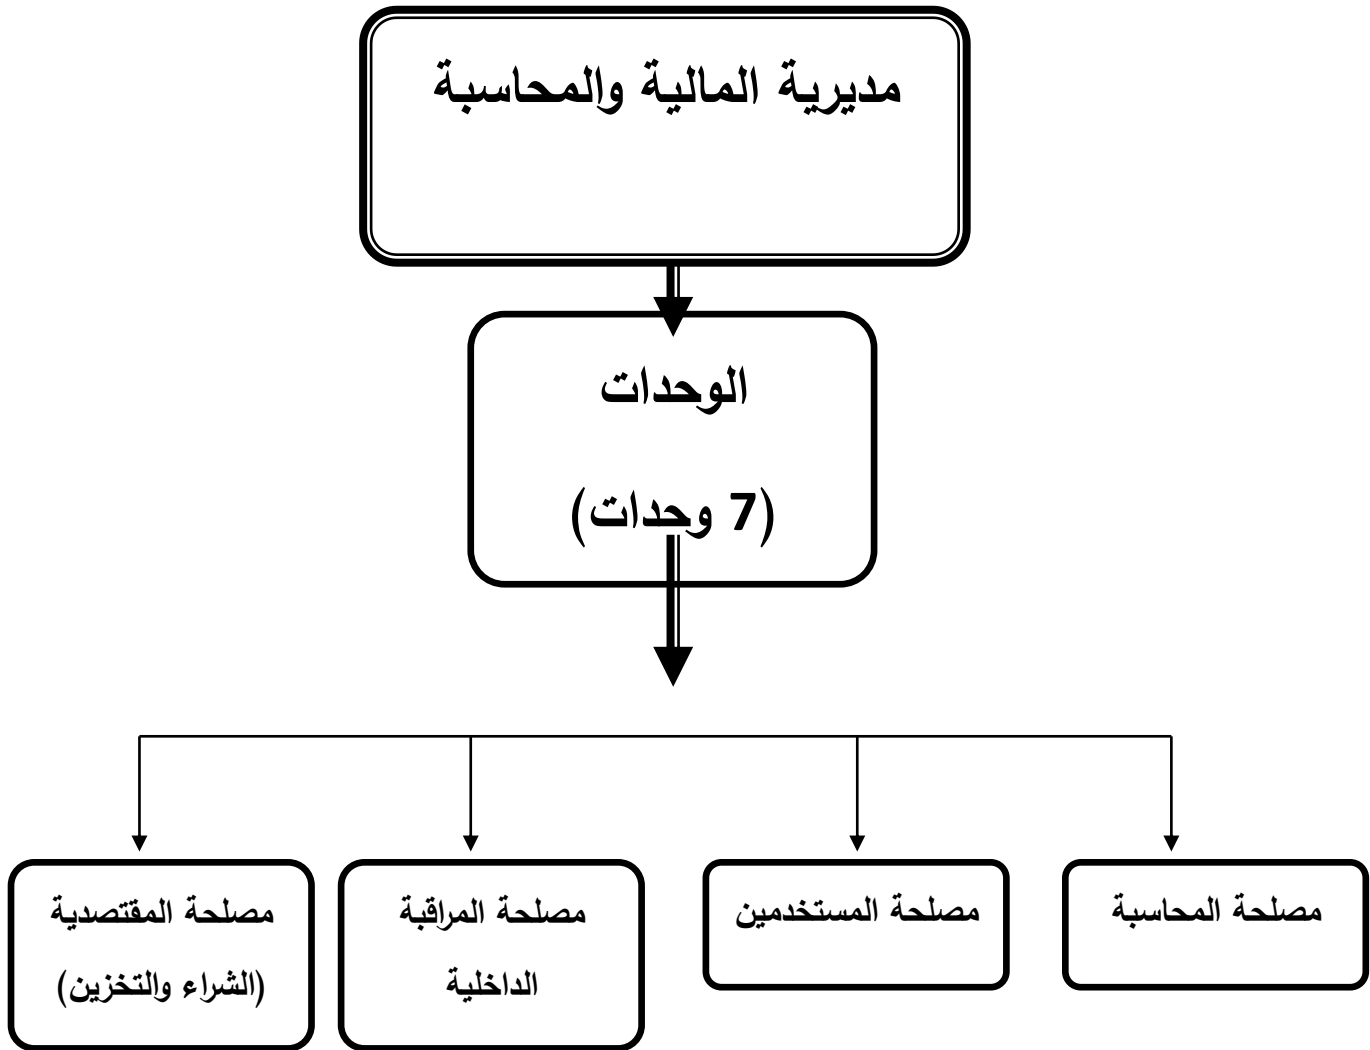 مديرية المالية والمحاسبة
الوحدات
(7 وحدات)
مصلحة المحاسبة
مصلحة المستخدمين
مصلحة المراقبة
الداخلية
مصلحة المقتصدية
(الشراء والتخزين)